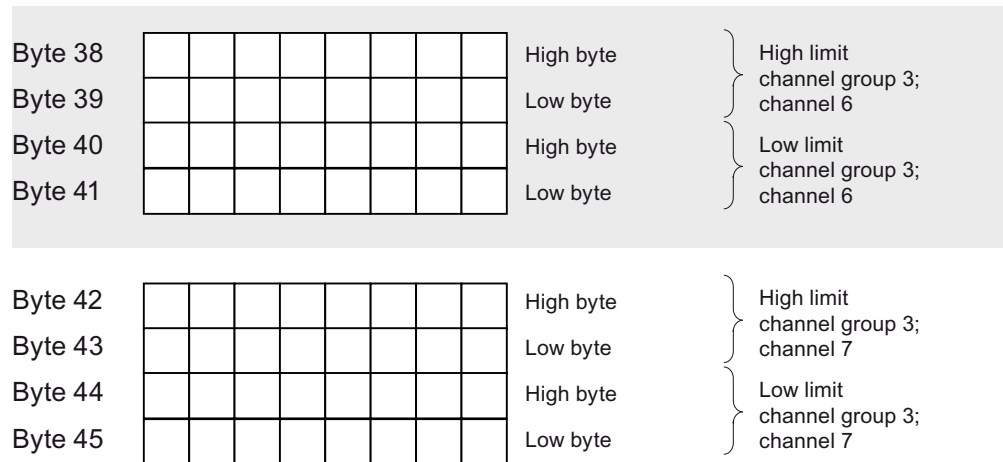 Byte 38
High byte
High limit
channel group 3;
channel 6
Byte 39
Low byte
Byte 40
High byte
Low limit
channel group 3;
channel 6
Byte 41
Low byte
Byte 42
High byte
High limit
channel group 3;
channel 7
Byte 43
Low byte
Byte 44
High byte
Low limit
channel group 3;
channel 7
Byte 45
Low byte